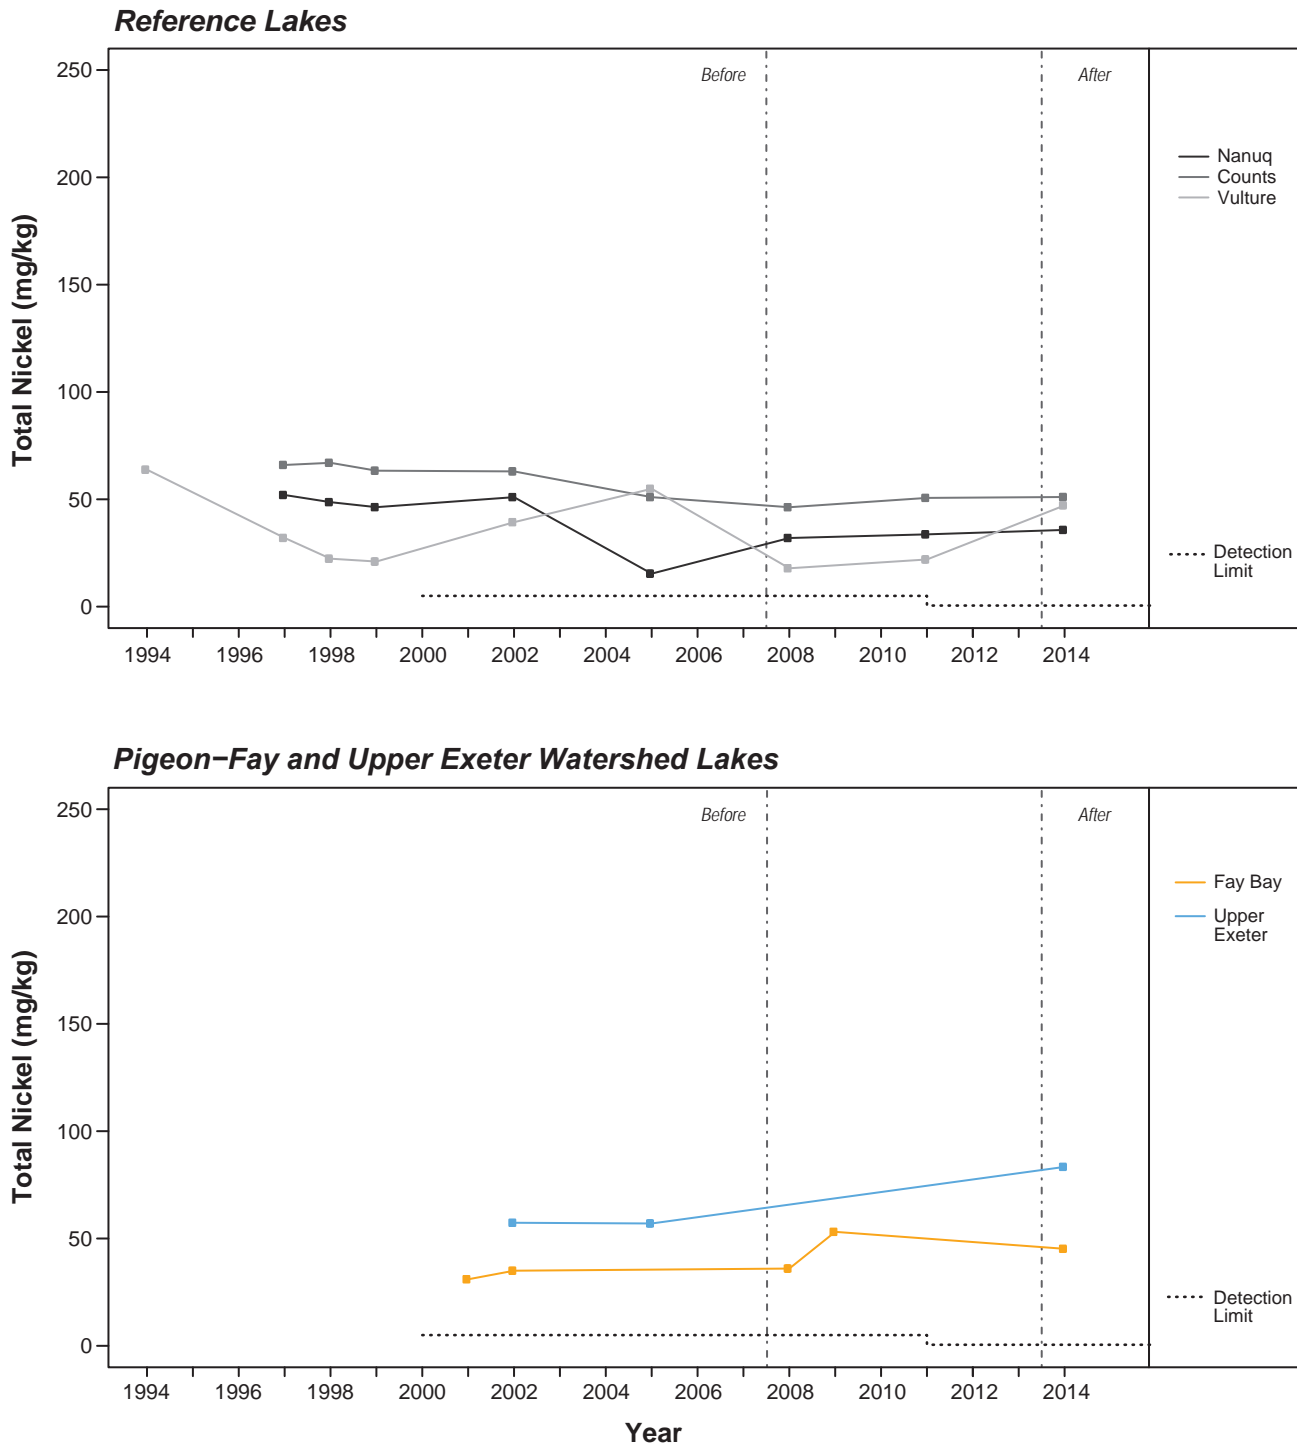 Reference Lakes
Before
After
250
200
150
100
50
0
Total Nickel (mg/kg)
Nanuq
Counts
Vulture
Detection
Limit
1994 1996 1998 2000 2002 2004 2006 2008 2010 2012 2014
Pigeon−Fay and Upper Exeter Watershed Lakes
Before
After
250
200
150
100
50
0
Total Nickel (mg/kg)
Fay Bay
Upper
Exeter
Detection
Limit
1994 1996 1998 2000 2002 2004 2006 2008 2010 2012 2014
Year